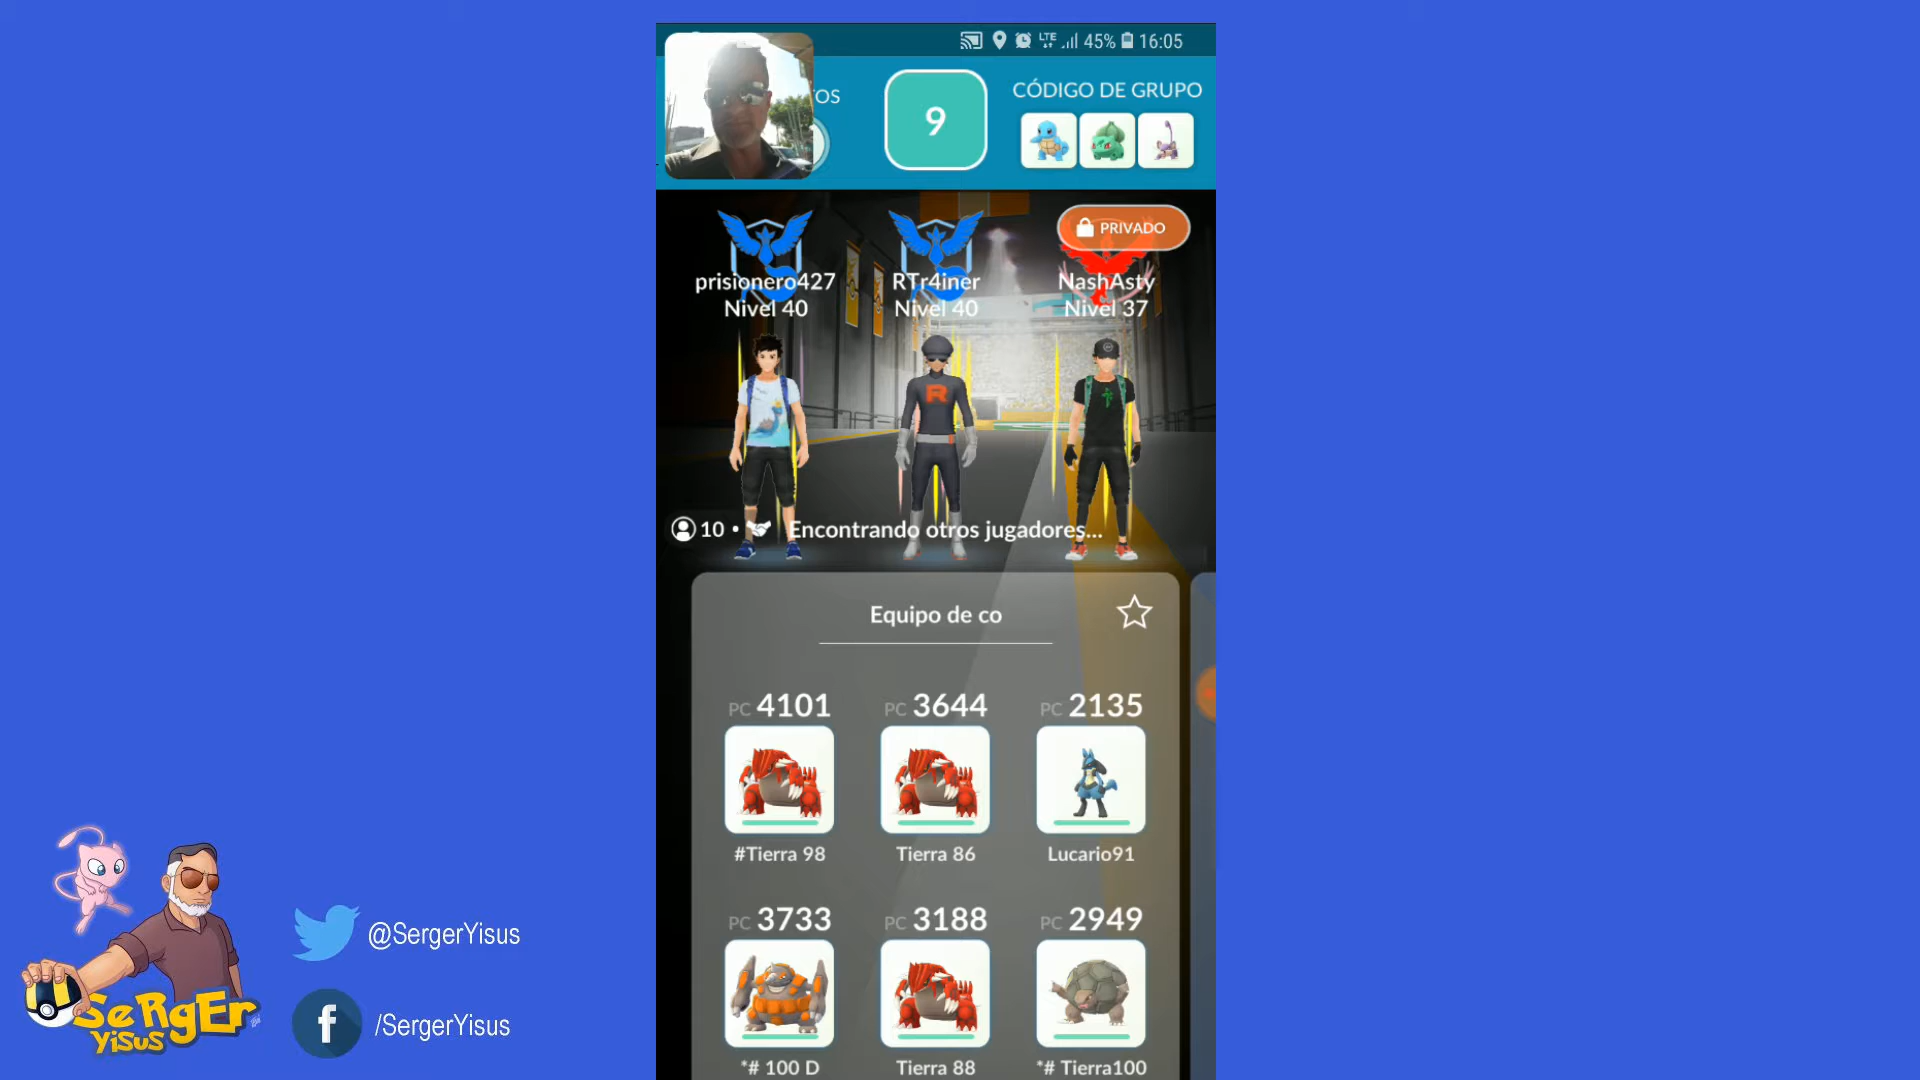 LTE 45% 16:05
TOS
9
CÓDIGO DE GRUPO
PRIVADO
prisionero427
Nivel 40
RTr4iner
Nivel 40
NashAsty
Nivel 37
R
10 • Encontrando otros jugadores...
Equipo de co
PC 4101
PC 3644
PC 2135
#Tierra 98
Tierra 86
Lucario91
PC 3733
PC 3188
PC 2949
*# 100 D
Tierra 88
*# Tierra100
SeRgEr
YiSUS
@SergerYisus
f /SergerYisus